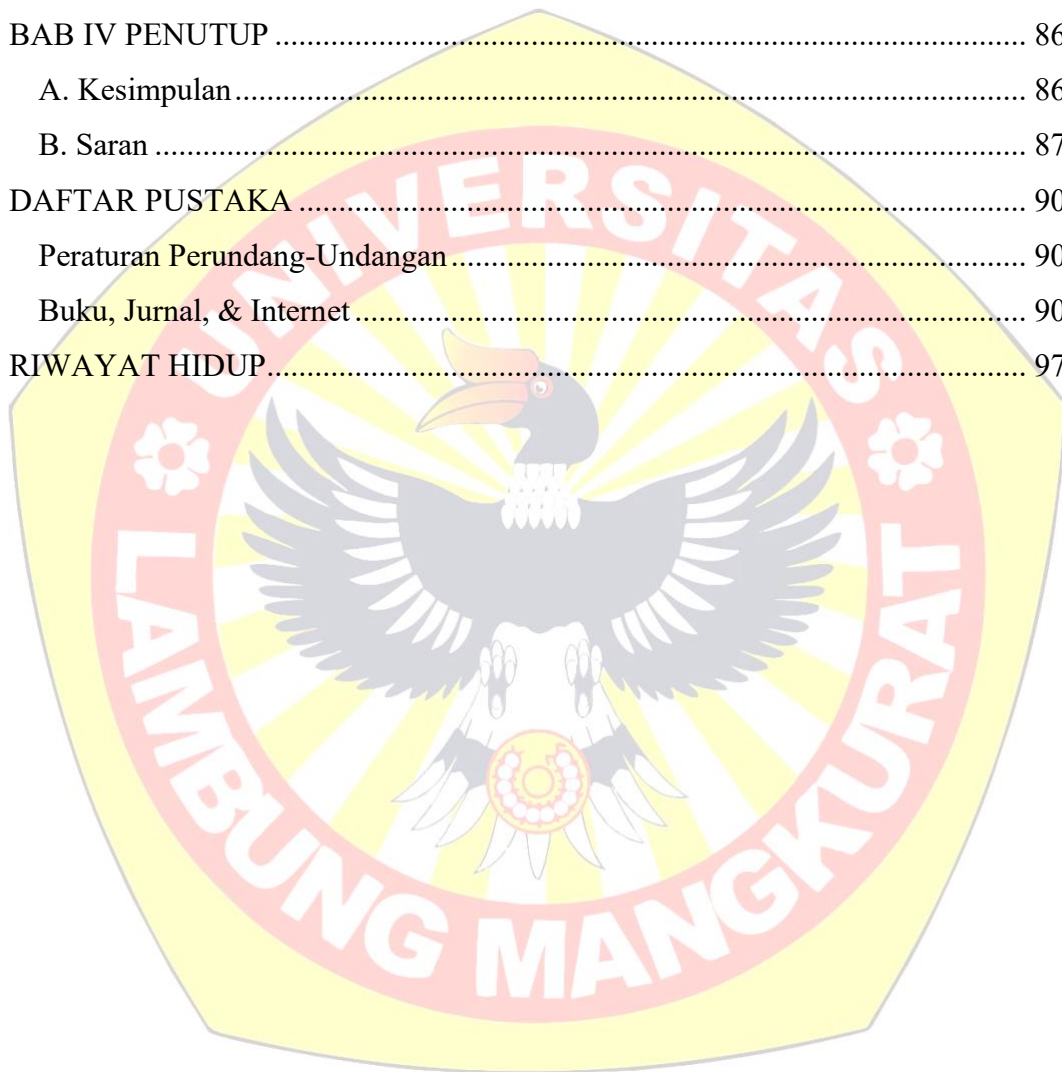 BAB IV PENUTUP ............................................................................................... 86
A. Kesimpulan .................................................................................................... 86
B. Saran .............................................................................................................. 87
DAFTAR PUSTAKA ............................................................................................ 90
Peraturan Perundang-Undangan ......................................................................... 90
Buku, Jurnal, & Internet ..................................................................................... 90
RIWAYAT HIDUP................................................................................................ 97
UNIVERSITAS
LAMBUNG MANGKURAT